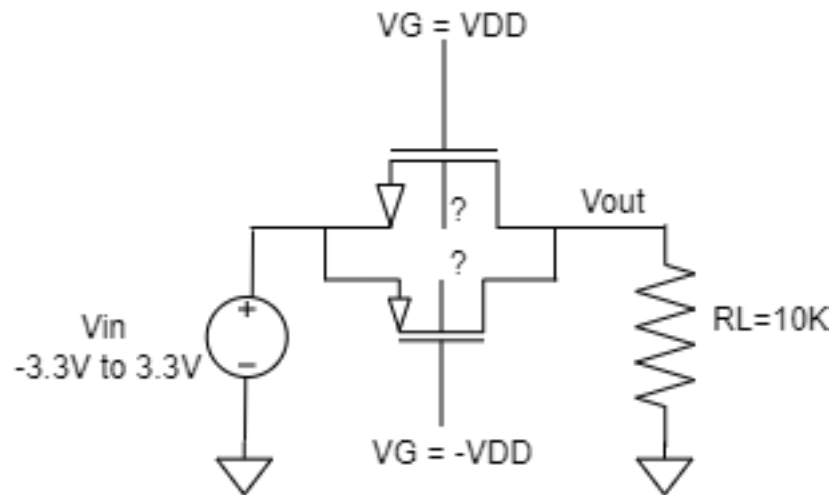 VG = VDD
?
Vout
?
Vin
-3.3V to 3.3V
RL=10K
VG = -VDD